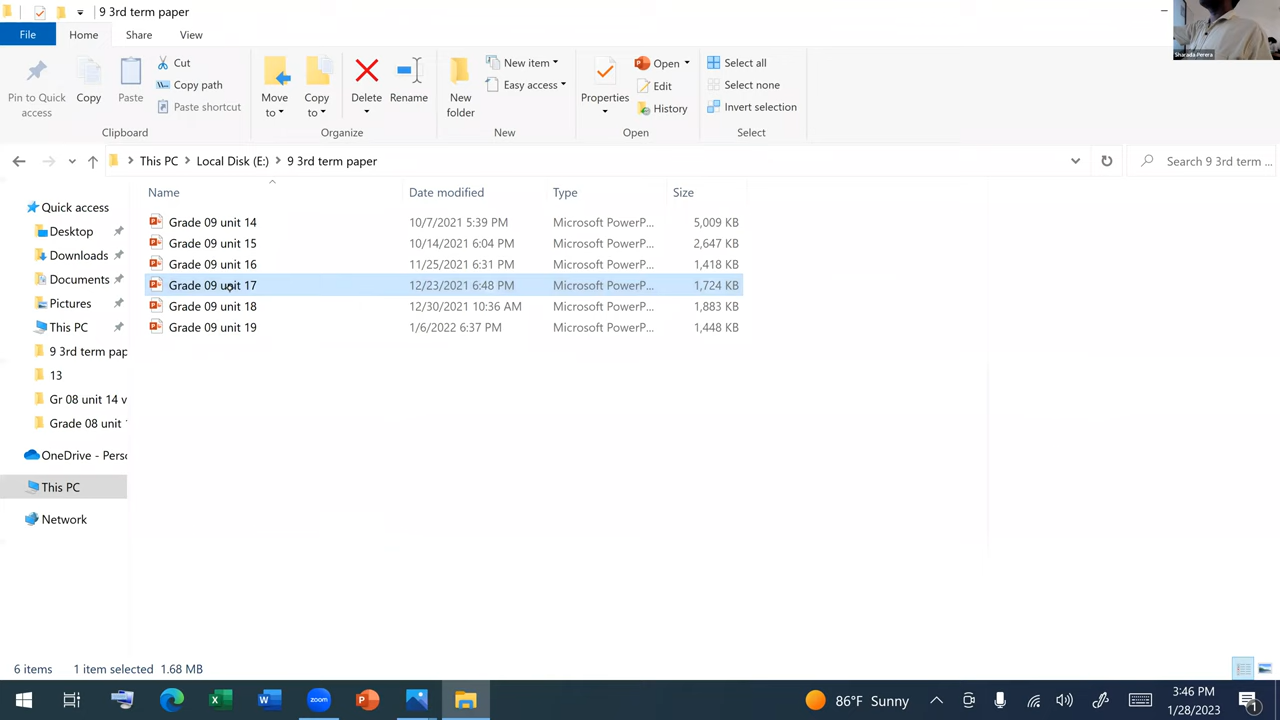 9 3rd term paper
Sharada Perera
File Home Share View
Pin to Quick access
Copy
Paste
Cut
Copy path
Paste shortcut
Clipboard
Move to
Copy to
Delete
Rename
Organize
New folder
New item
Easy access
New
Properties
Open
Edit
History
Open
Select all
Select none
Invert selection
Select
This PC Local Disk (E:) 9 3rd term paper
Search 9 3rd term ...
Name Date modified Type Size
Grade 09 unit 14 10/7/2021 5:39 PM Microsoft PowerP... 5,009 KB
Grade 09 unit 15 10/14/2021 6:04 PM Microsoft PowerP... 2,647 KB
Grade 09 unit 16 11/25/2021 6:31 PM Microsoft PowerP... 1,418 KB
Grade 09 unit 17 12/23/2021 6:48 PM Microsoft PowerP... 1,724 KB
Grade 09 unit 18 12/30/2021 10:36 AM Microsoft PowerP... 1,883 KB
Grade 09 unit 19 1/6/2022 6:37 PM Microsoft PowerP... 1,448 KB
Quick access
Desktop
Downloads
Documents
Pictures
This PC
9 3rd term pap
13
Gr 08 unit 14 v
Grade 08 unit
OneDrive - Perso
This PC
Network
6 items 1 item selected 1.68 MB
zoom
86°F Sunny
3:46 PM
1/28/2023
1